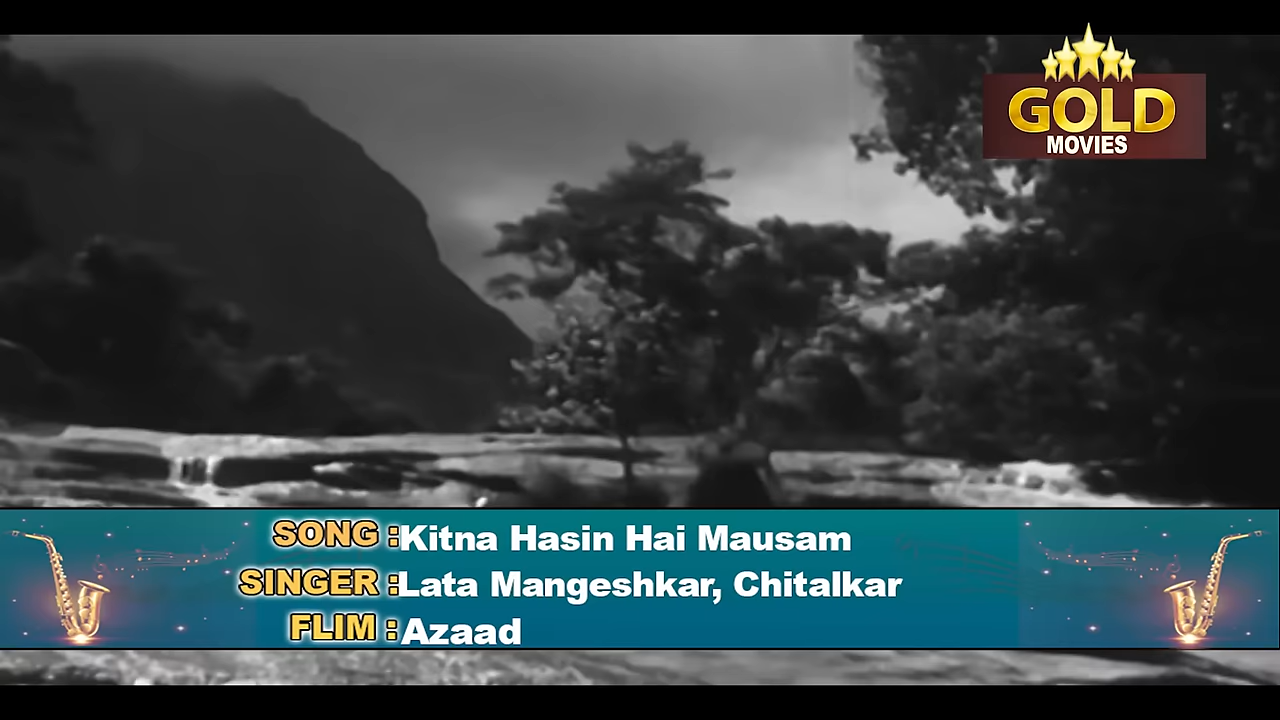 GOLD
MOVIES
SONG :Kitna Hasin Hai Mausam
SINGER :Lata Mangeshkar, Chitalkar
FLIM : Azaad